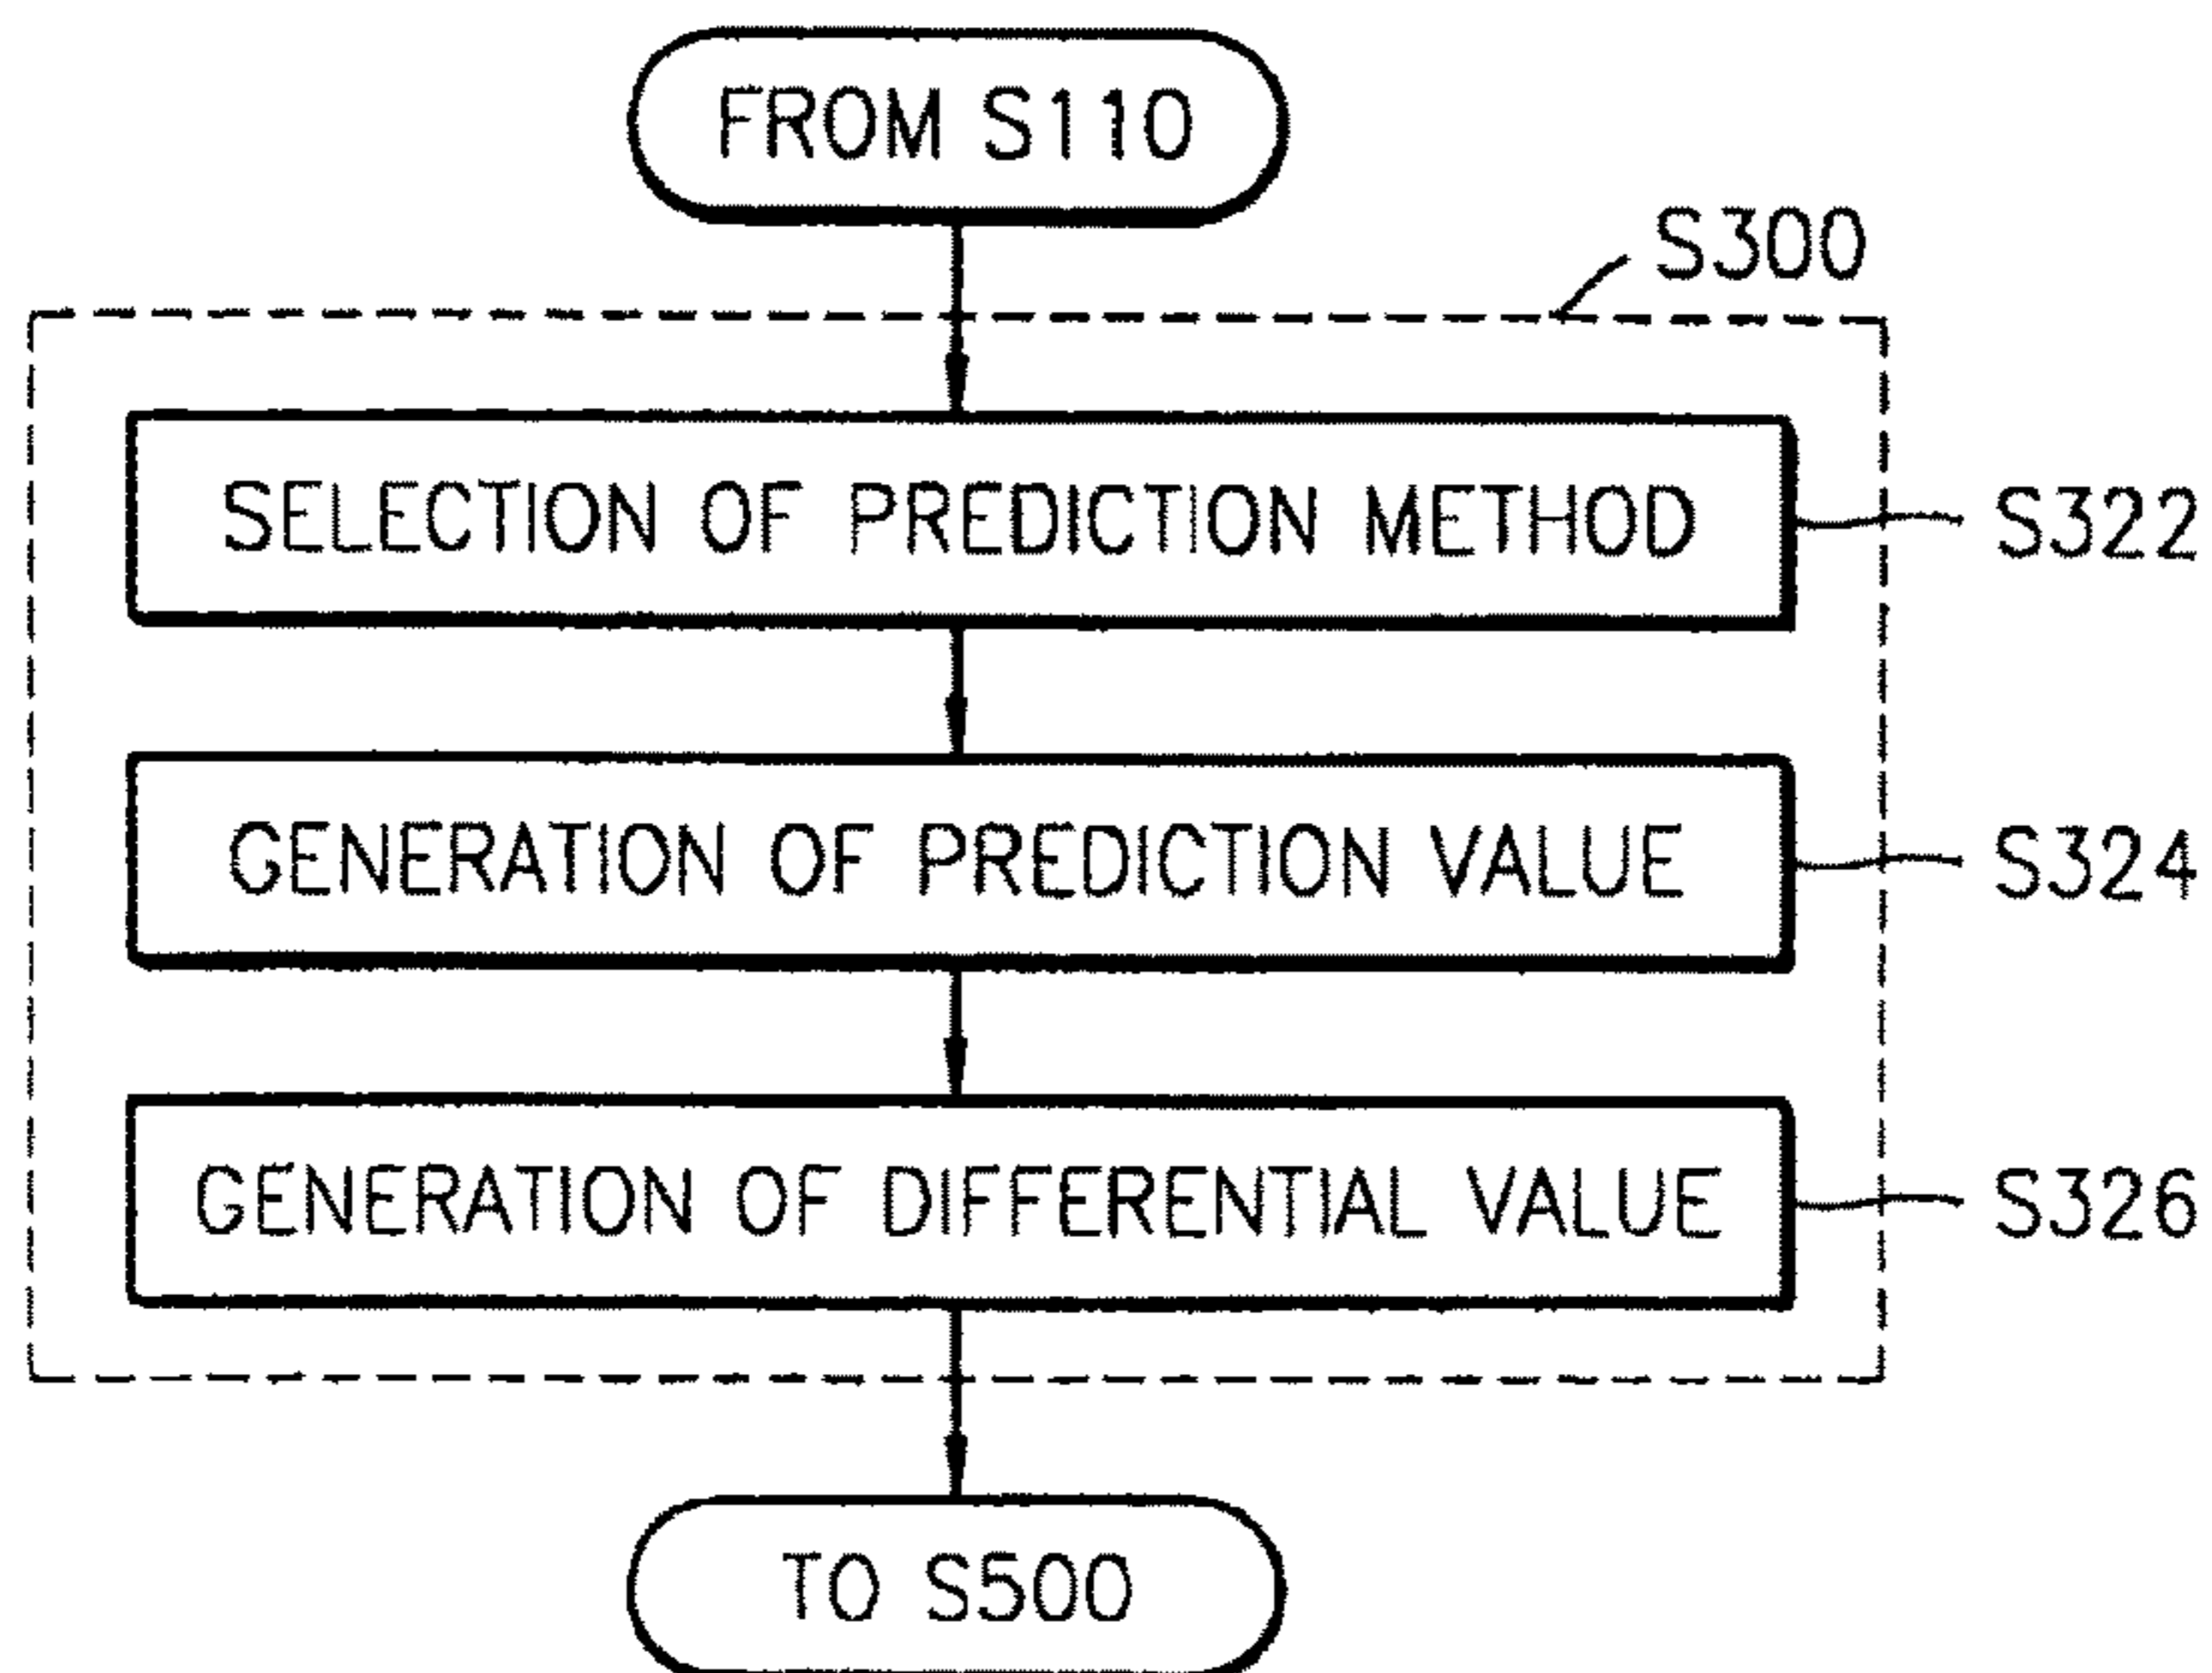 FROM S110
S300
SELECTION OF PREDICTION METHOD
S322
GENERATION OF PREDICTION VALUE
S324
GENERATION OF DIFFERENTIAL VALUE
S326
TO S500